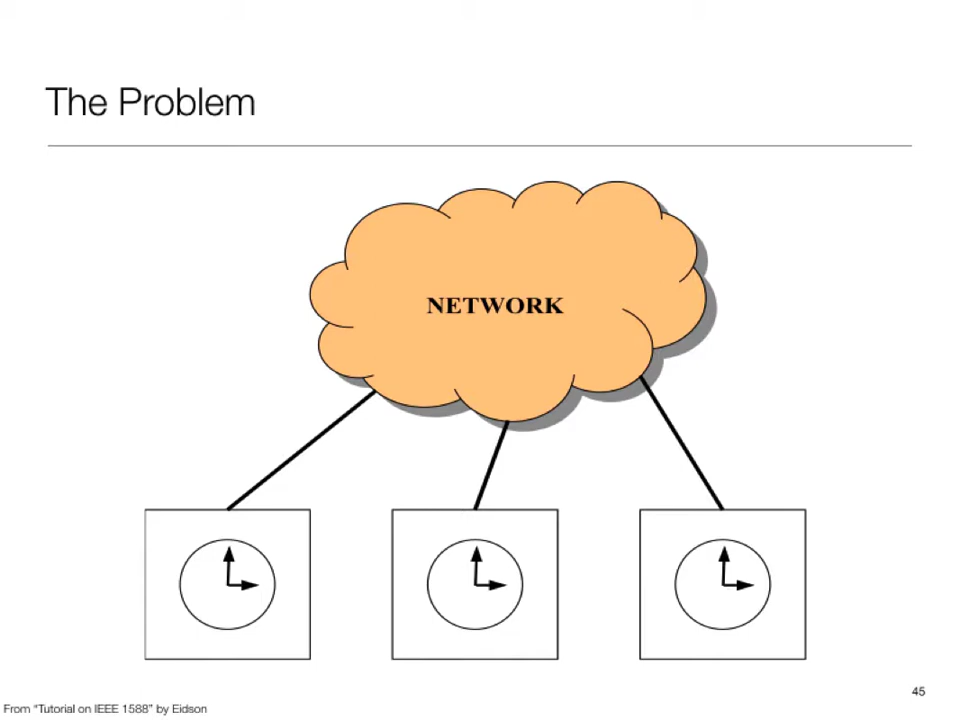 The Problem
NETWORK
45
From “Tutorial on IEEE 1588” by Eidson